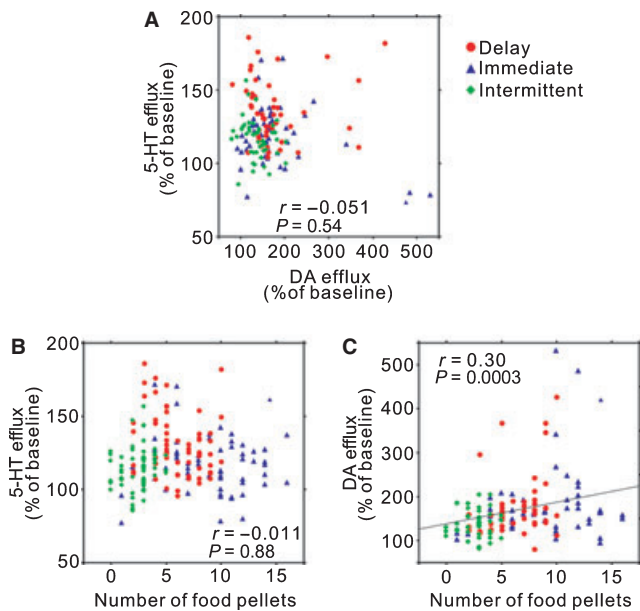 A
200
150
100
50
5-HT efflux
(% of baseline)
r = −0.051
P = 0.54
100 200 300 400 500
DA efflux
(%of baseline)
Delay
Immediate
Intermittent
B
200
150
100
50
5-HT efflux
(% of baseline)
r = −0.011
P = 0.88
0 5 10 15
Number of food pellets
C
500
400
300
200
100
DA efflux
(% of baseline)
r = 0.30
P = 0.0003
0 5 10 15
Number of food pellets